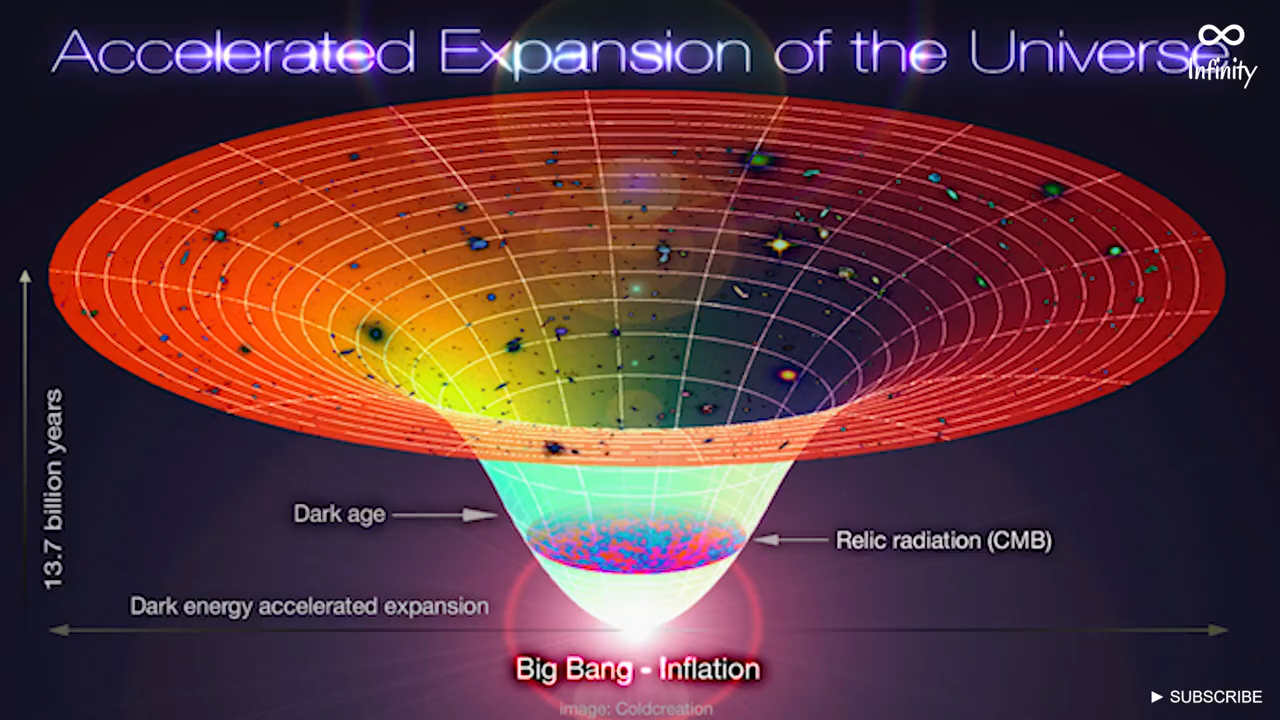 Accelerated Expansion of the Universe
Infinity
13.7 billion years
Dark age
Relic radiation (CMB)
Dark energy accelerated expansion
Big Bang - Inflation
image: Coldcreation
SUBSCRIBE